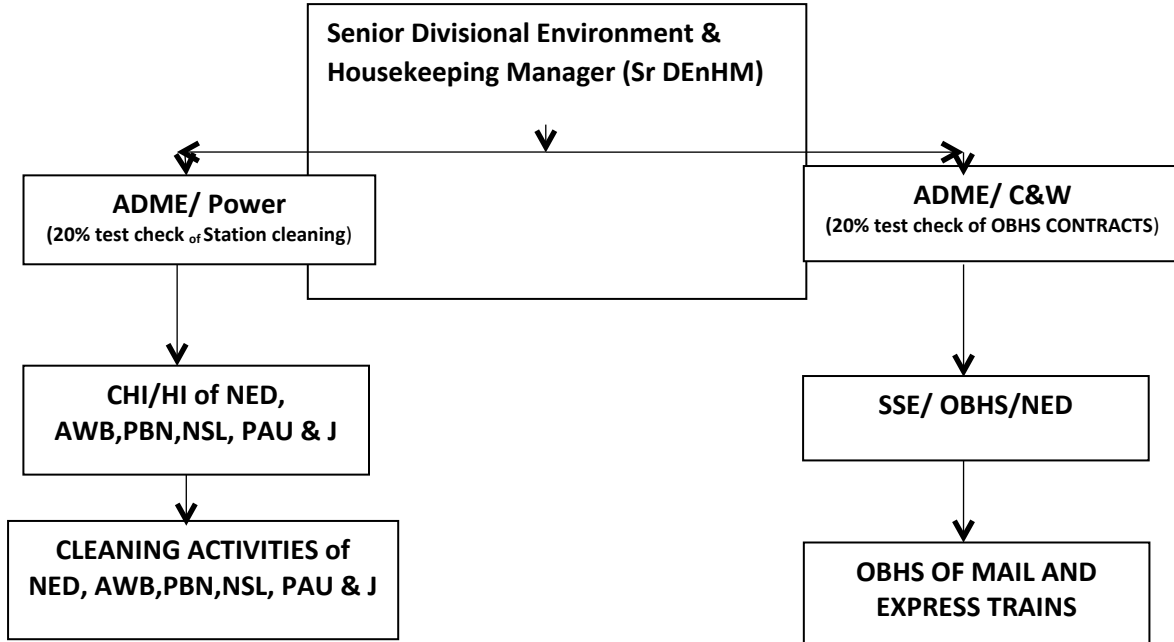 Senior Divisional Environment &
Housekeeping Manager (Sr DEnHM)
ADME/ Power
(20% test check of Station cleaning)
ADME/ C&W
(20% test check of OBHS CONTRACTS)
CHI/HI of NED,
AWB,PBN,NSL, PAU & J
SSE/ OBHS/NED
CLEANING ACTIVITIES of
NED, AWB,PBN,NSL, PAU & J
OBHS OF MAIL AND
EXPRESS TRAINS